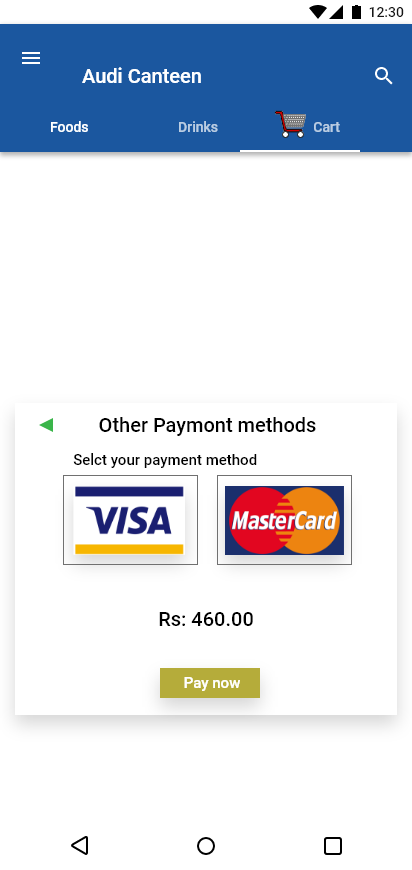 12:30
Audi Canteen
Foods
Drinks
Cart
Other Paymont methods
Selct your payment method
VISA
MasterCard
Rs: 460.00
Pay now